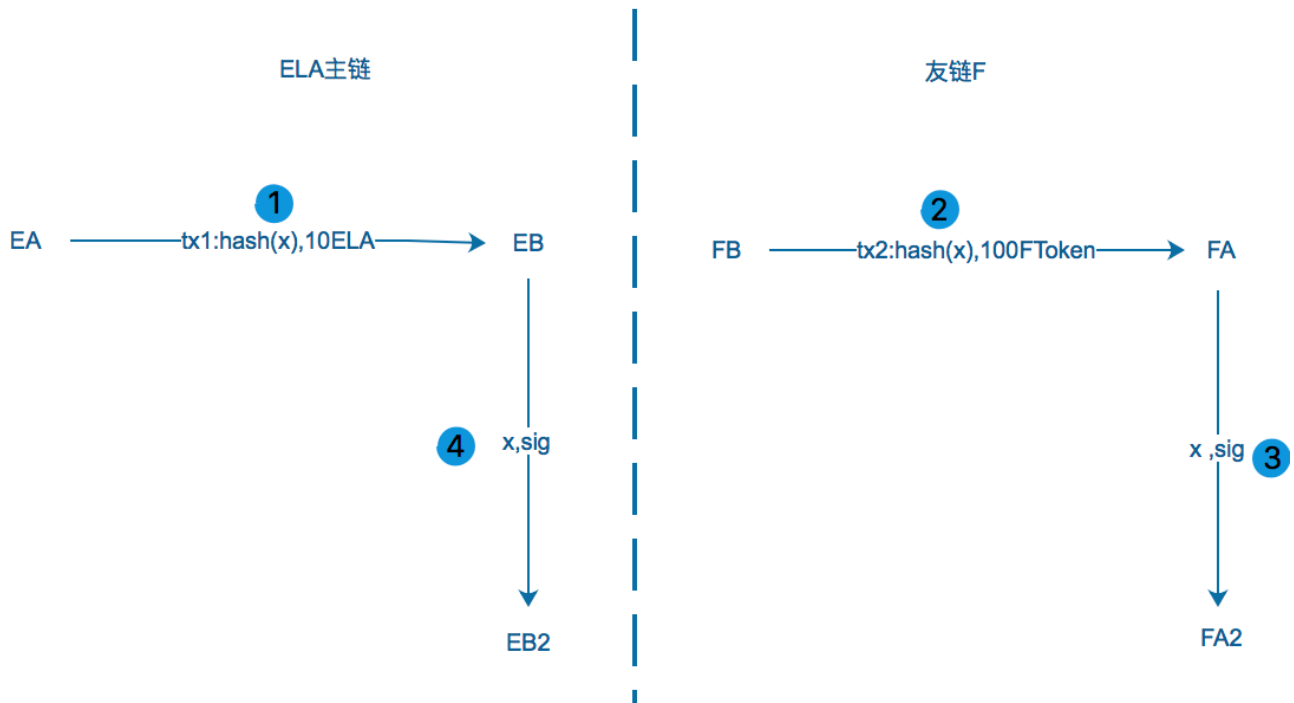 ELA主链
友链F
1
2
EA
tx1:hash(x),10ELA
EB
FB
tx2:hash(x),100FToken
FA
4
x,sig
x ,sig
3
EB2
FA2